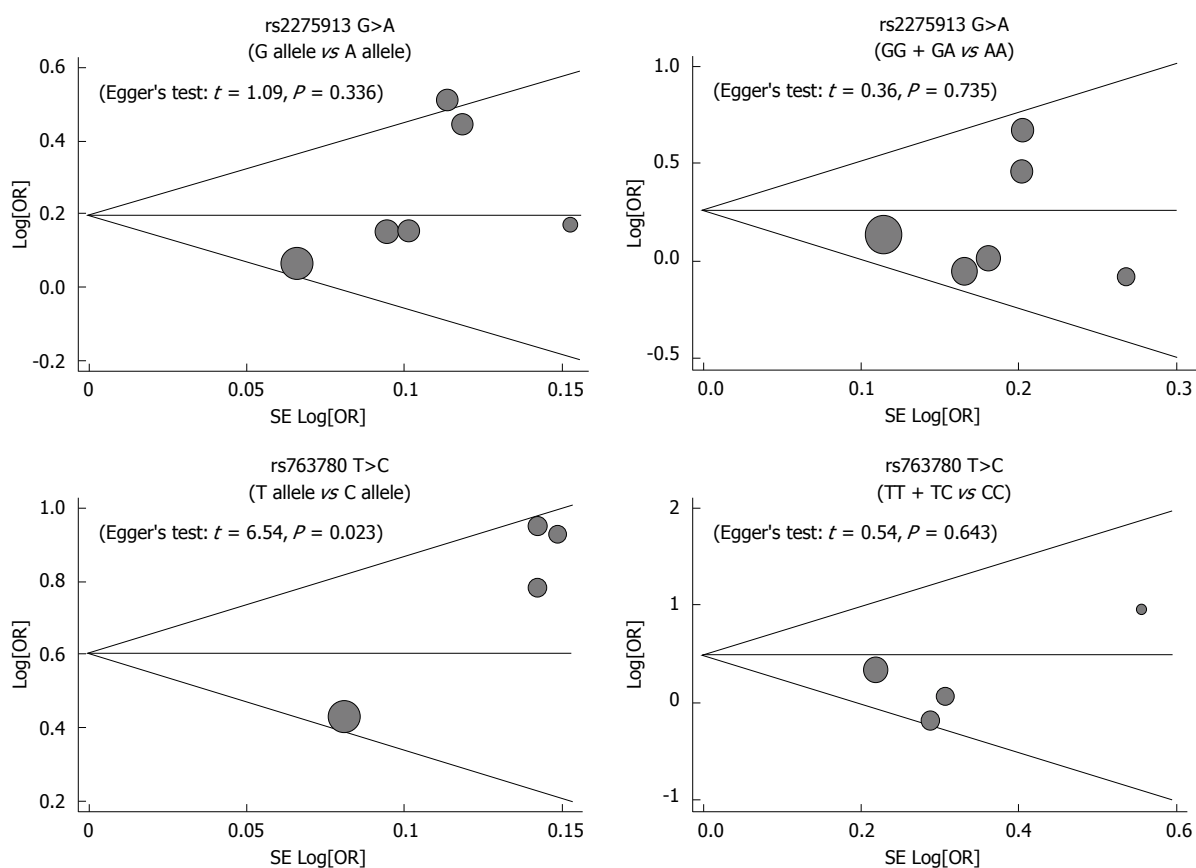 rs2275913 G>A
(G allele vs A allele)
(Egger's test: t = 1.09, P = 0.336)
0.6
0.4
0.2
0.0
-0.2
Log[OR]
0 0.05 0.1 0.15
SE Log[OR]
rs2275913 G>A
(GG + GA vs AA)
(Egger's test: t = 0.36, P = 0.735)
1.0
0.5
0.0
-0.5
Log[OR]
0.0 0.1 0.2 0.3
SE Log[OR]
rs763780 T>C
(T allele vs C allele)
(Egger's test: t = 6.54, P = 0.023)
1.0
0.8
0.6
0.4
0.2
Log[OR]
0 0.05 0.1 0.15
SE Log[OR]
rs763780 T>C
(TT + TC vs CC)
(Egger's test: t = 0.54, P = 0.643)
2
1
0
-1
Log[OR]
0.0 0.2 0.4 0.6
SE Log[OR]